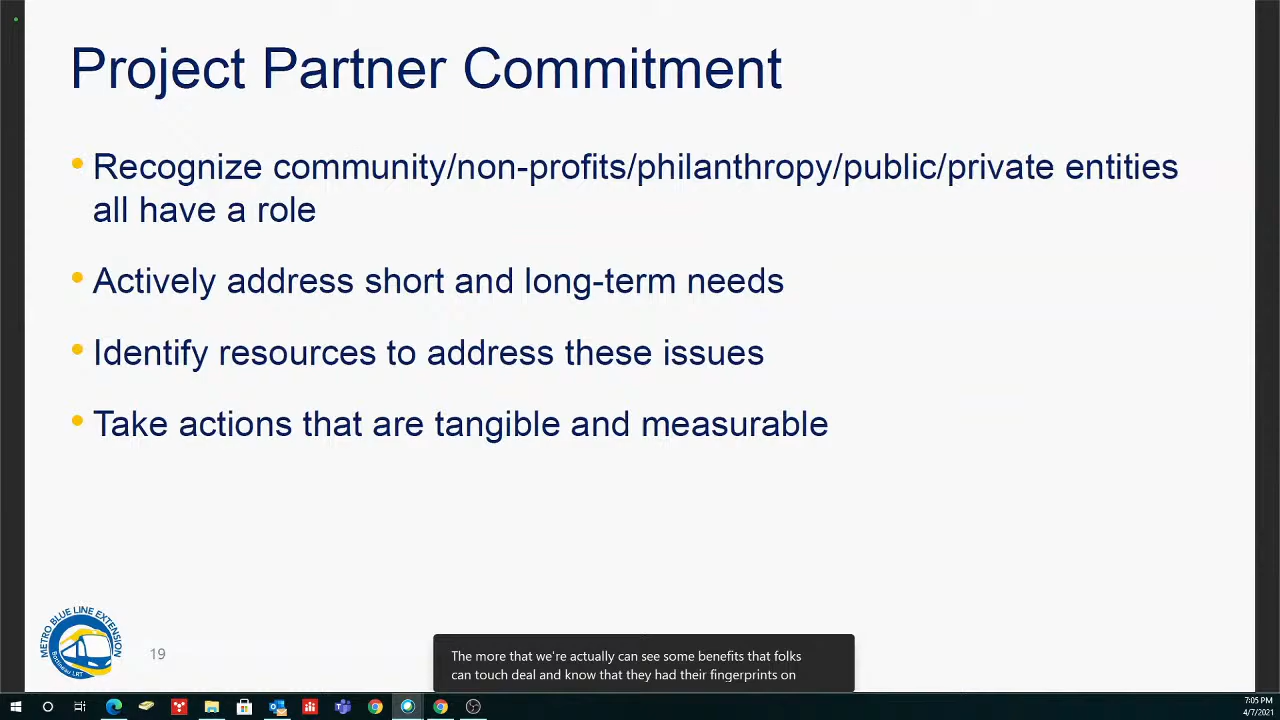 Project Partner Commitment
• Recognize community/non-profits/philanthropy/public/private entities
all have a role
• Actively address short and long-term needs
• Identify resources to address these issues
• Take actions that are tangible and measurable
METRO BLUE LINE EXTENSION
Bottineau LRT
19
The more that we're actually can see some benefits that folks
can touch deal and know that they had their fingerprints on
7:05 PM
4/7/2021